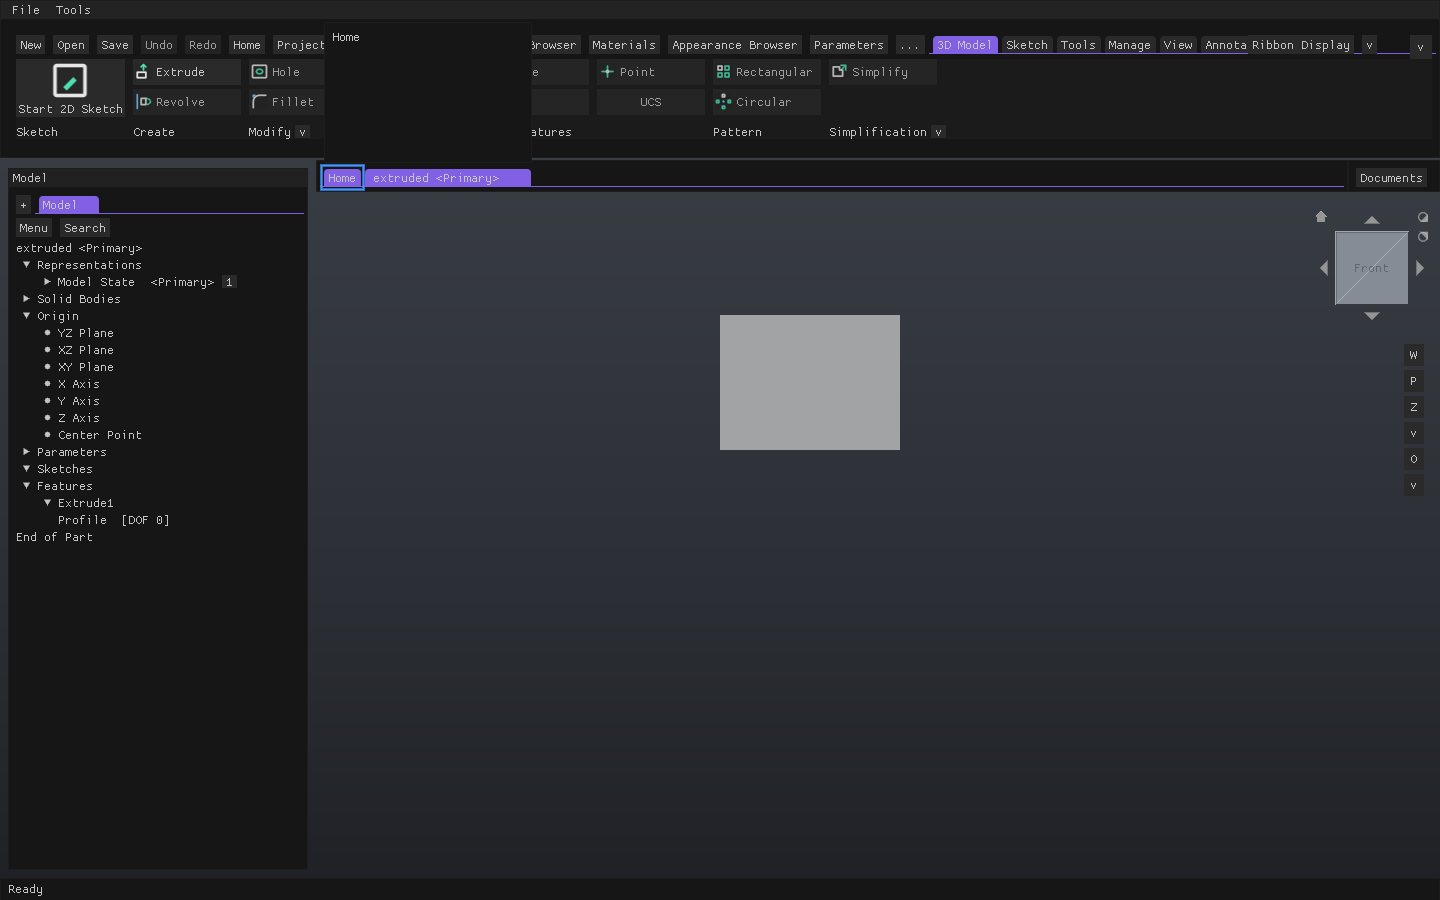 File Tools
New Open Save Undo Redo Home Project Browser Materials Appearance Browser Parameters ... 3D Model Sketch Tools Manage View Annota Ribbon Display v v
Home
Start 2D Sketch
Extrude Hole Point Rectangular Simplify
Revolve Fillet UCS Circular
Sketch Create Modify v atures Pattern Simplification v
Model
Home extruded <Primary> Documents
+ Model
Menu Search
extruded <Primary>
Representations
Model State <Primary> 1
Solid Bodies
Origin
YZ Plane
XZ Plane
XY Plane
X Axis
Y Axis
Z Axis
Center Point
Parameters
Sketches
Features
Extrude1
Profile [DOF 0]
End of Part
Front
W
P
Z
v
O
v
Ready